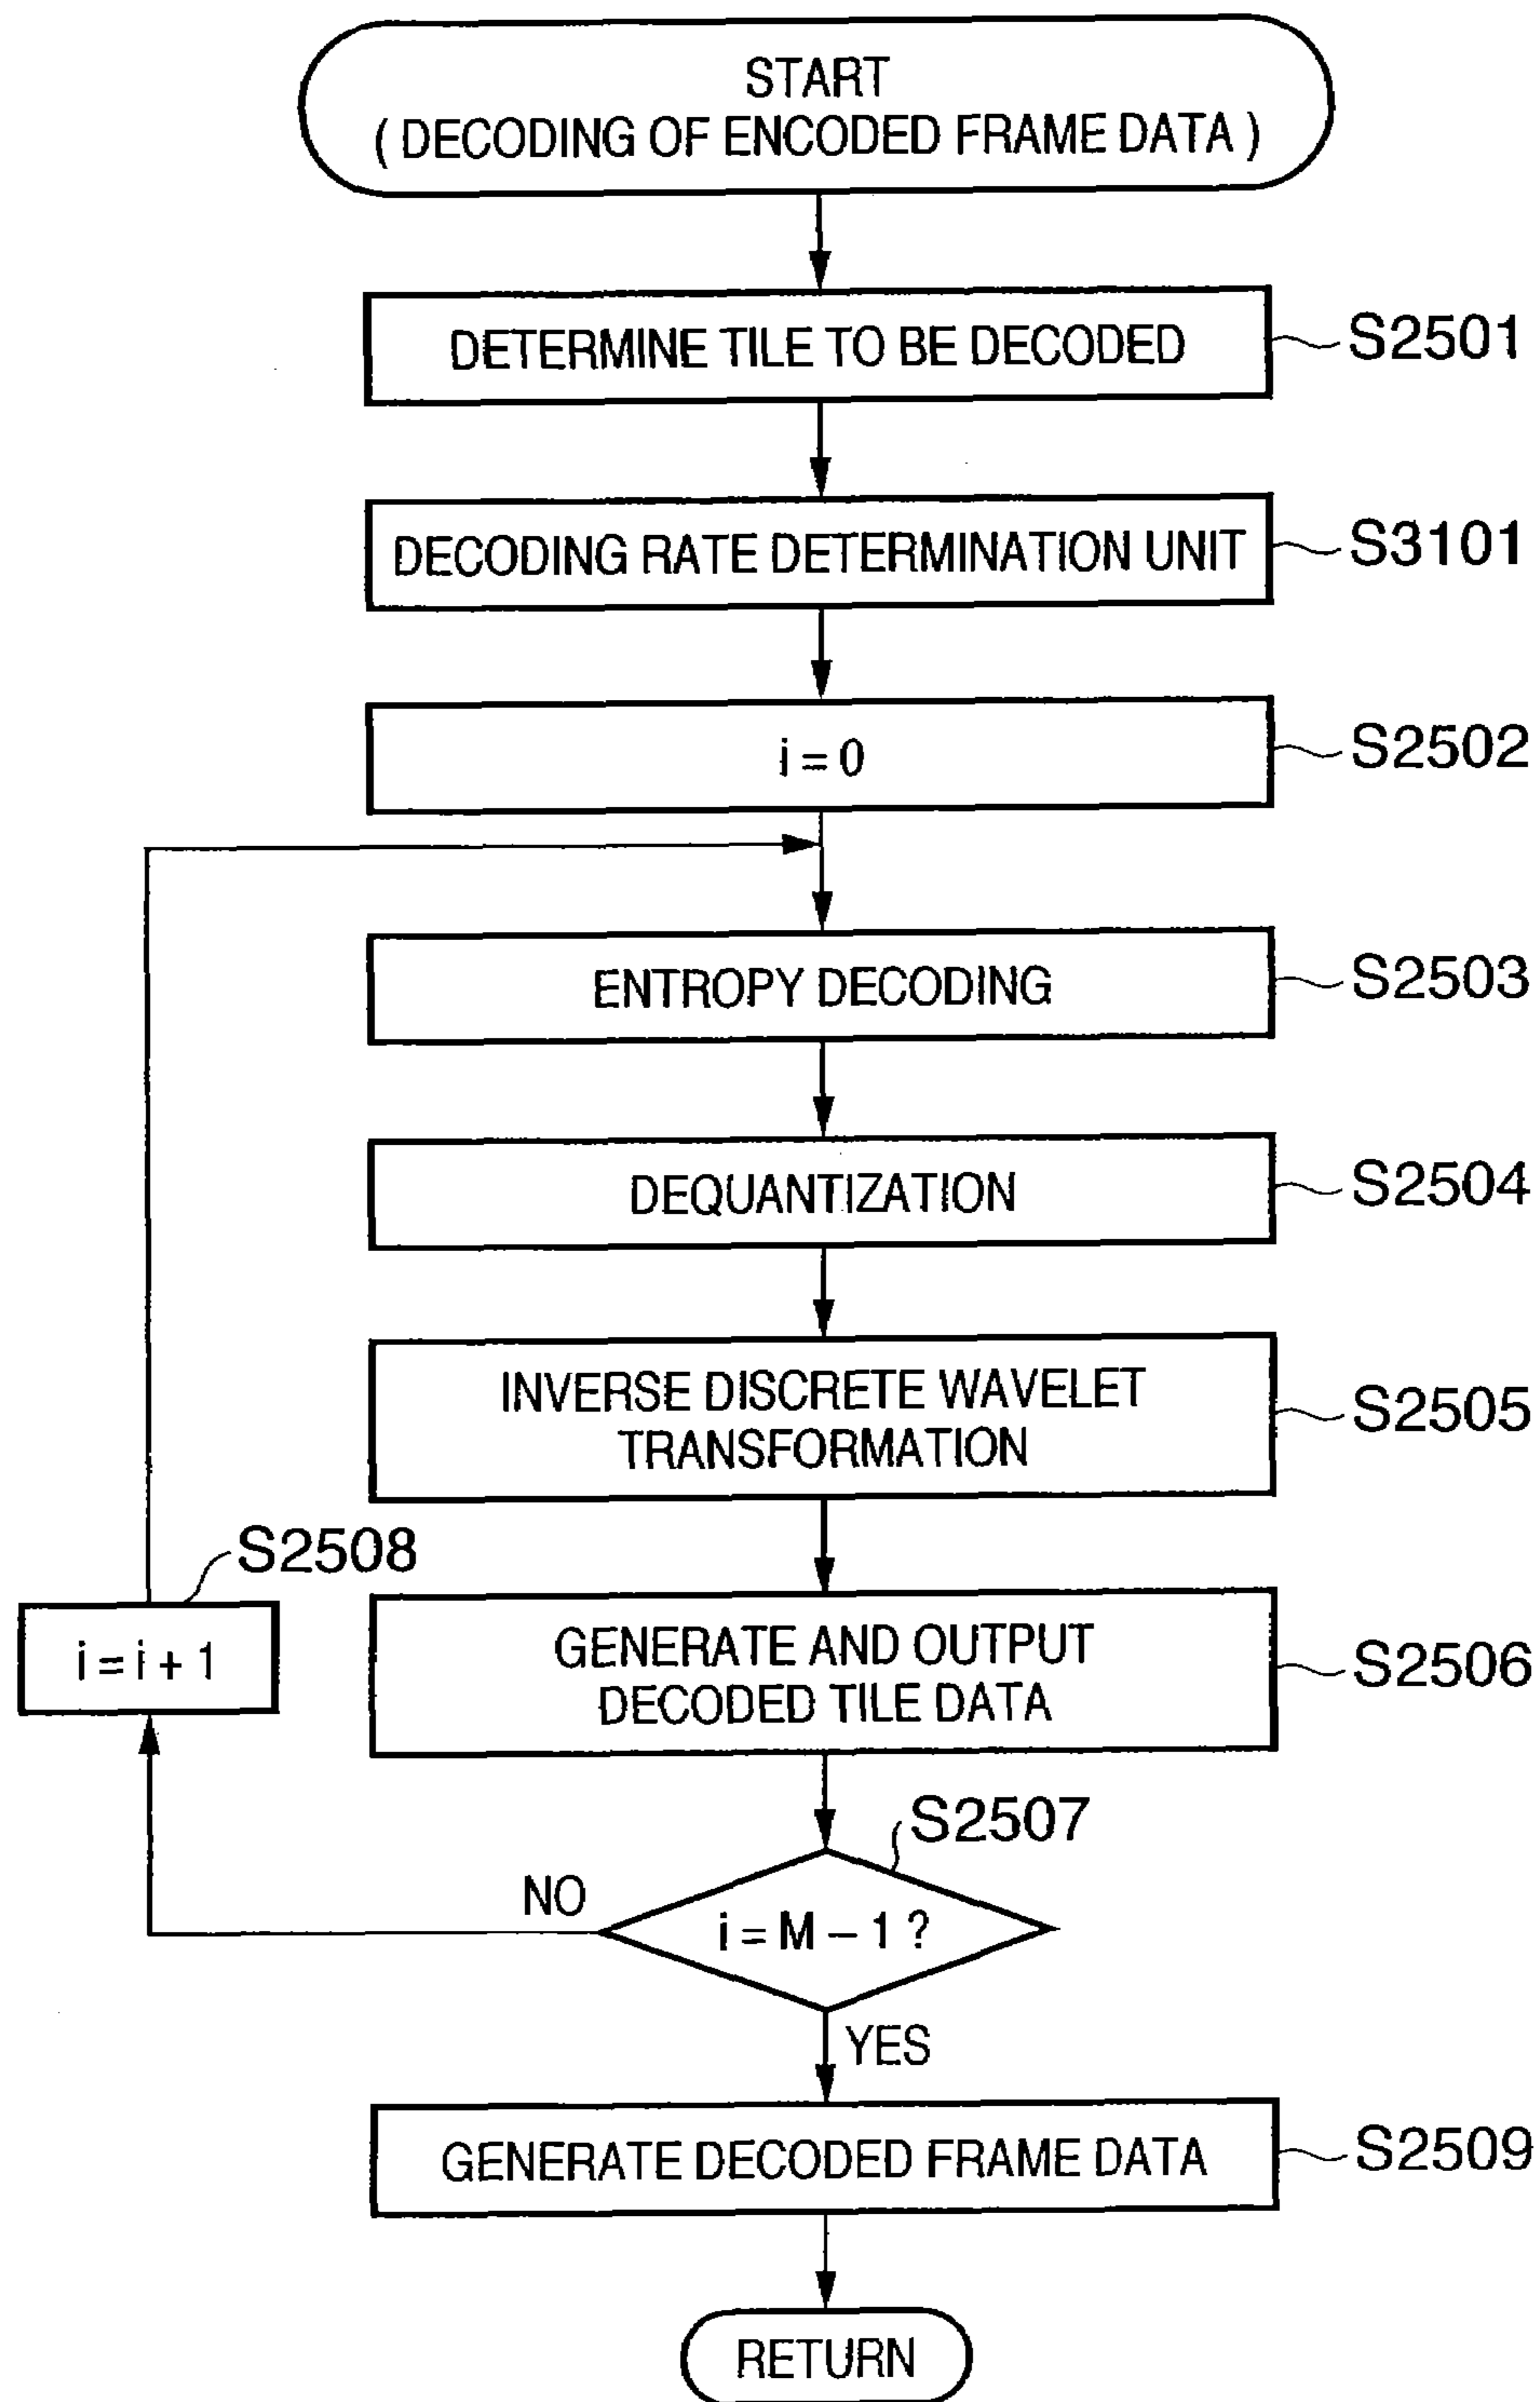 START
( DECODING OF ENCODED FRAME DATA )
DETERMINE TILE TO BE DECODED
S2501
DECODING RATE DETERMINATION UNIT
S3101
i = 0
S2502
ENTROPY DECODING
S2503
DEQUANTIZATION
S2504
INVERSE DISCRETE WAVELET
TRANSFORMATION
S2505
S2508
i = i + 1
GENERATE AND OUTPUT
DECODED TILE DATA
S2506
S2507
NO
i = M – 1 ?
YES
GENERATE DECODED FRAME DATA
S2509
RETURN